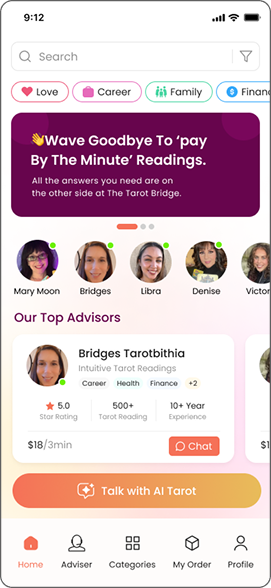 9:12
Search
Love
Career
Family
Financ
👋Wave Goodbye To ‘pay
By The Minute’ Readings.
All the answers you need are on
the other side at The Tarot Bridge.
Mary Moon
Bridges
Libra
Denise
Victor
Our Top Advisors
Bridges Tarotbithia
Intuitive Tarot Readings
Career
Health
Finance
+2
5.0
500+
10+ Year
Star Rating
Tarot Reading
Experience
$18/3min
Chat
$1
Talk with AI Tarot
Home
Adviser
Categories
My Order
Profile